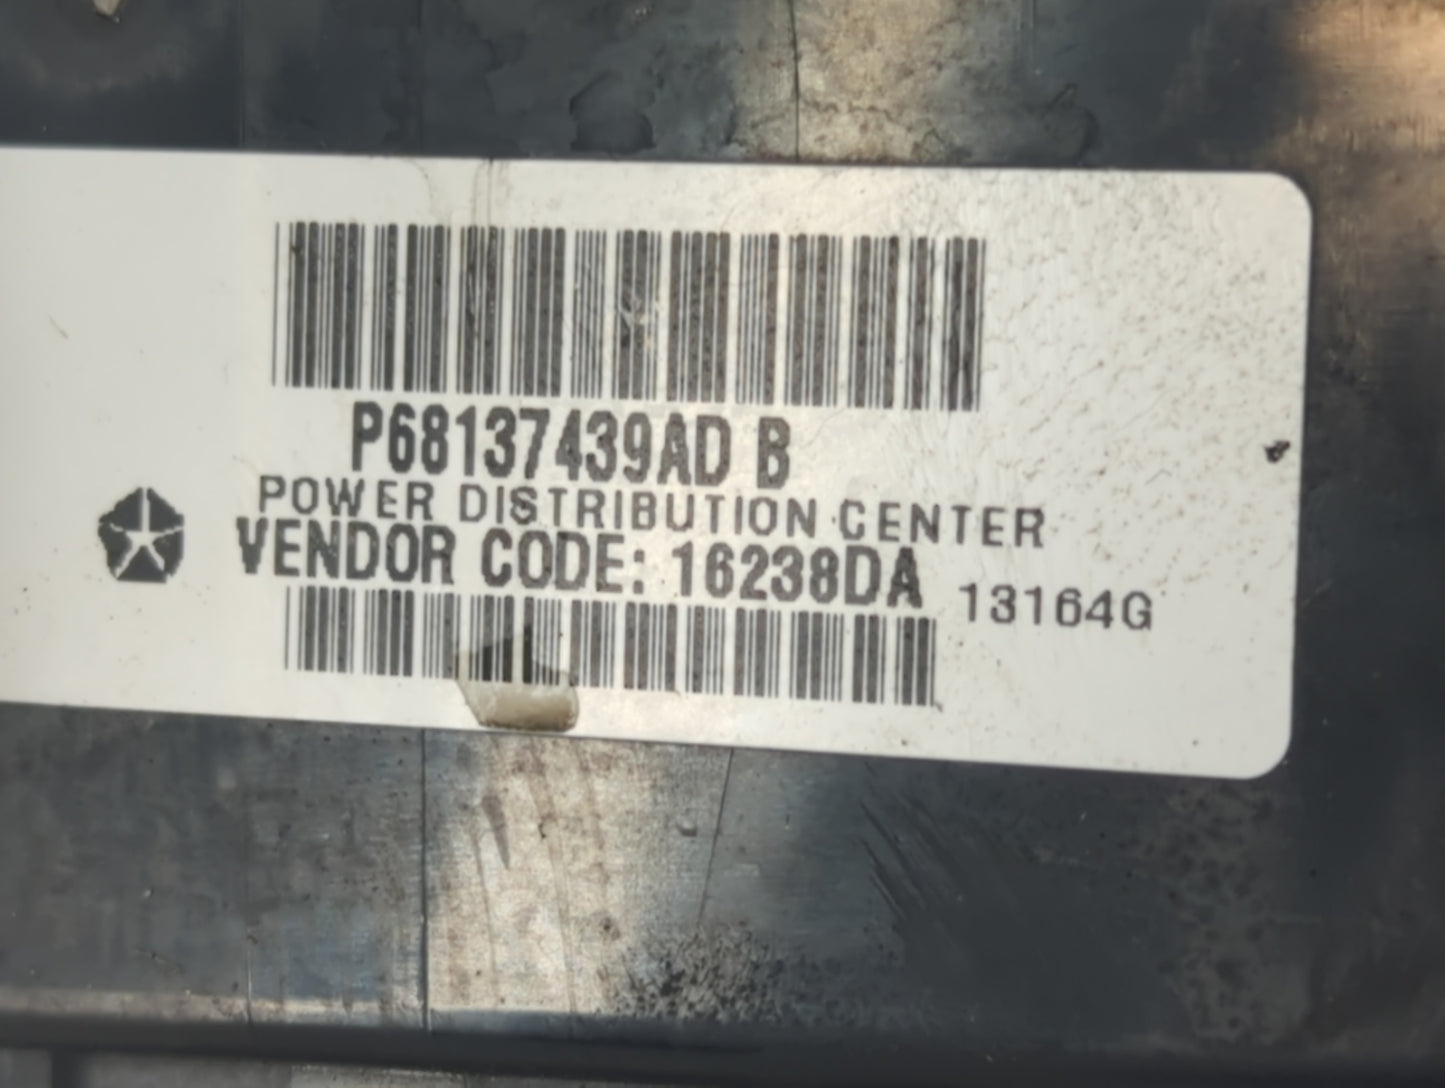 P68137439AD B
POWER DISTRIBUTION CENTER
VENDOR CODE: 16238DA 13164G